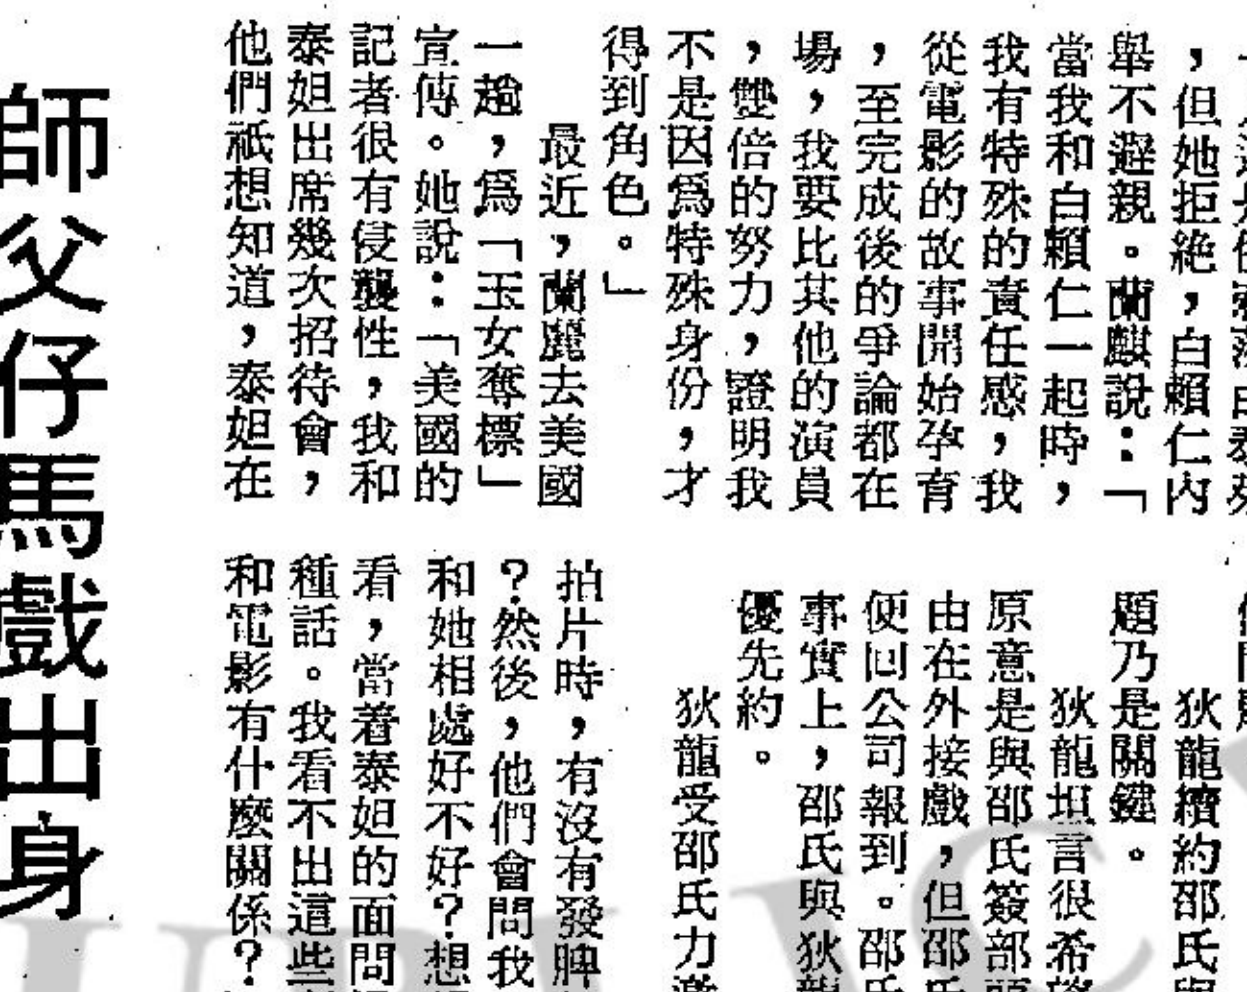 ，但她拒絕，白賴仁內
舉不避親。蘭麒說：「
當我和白賴仁一起時，
我有特殊的責任感，我
從電影的故事開始孕育
，至完成後的爭論都在
場，我要比其他的演員
，雙倍的努力，證明我
不是因爲特殊身份，才
得到角色。」
最近，蘭麗去美國
一趟，爲「玉女奪標」
宣傳。她說：「美國的
記者很有侵襲性，我和
泰妲出席幾次招待會，
他們祇想知道，泰妲在
拍片時，有沒有發脾
？然後，他們會問我
和她相處好不好？想
看，當着泰妲的面問
種話。我看不出這些
和電影有什麼關係？
狄龍續約邵氏與
題乃是關鍵。
狄龍坦言很希
原意是與邵氏簽部
由在外接戲，但邵氏
便回公司報到。邵氏
事實上，邵氏與狄龍
優先約。
狄龍受邵氏力邀
師父仔馬戲出身